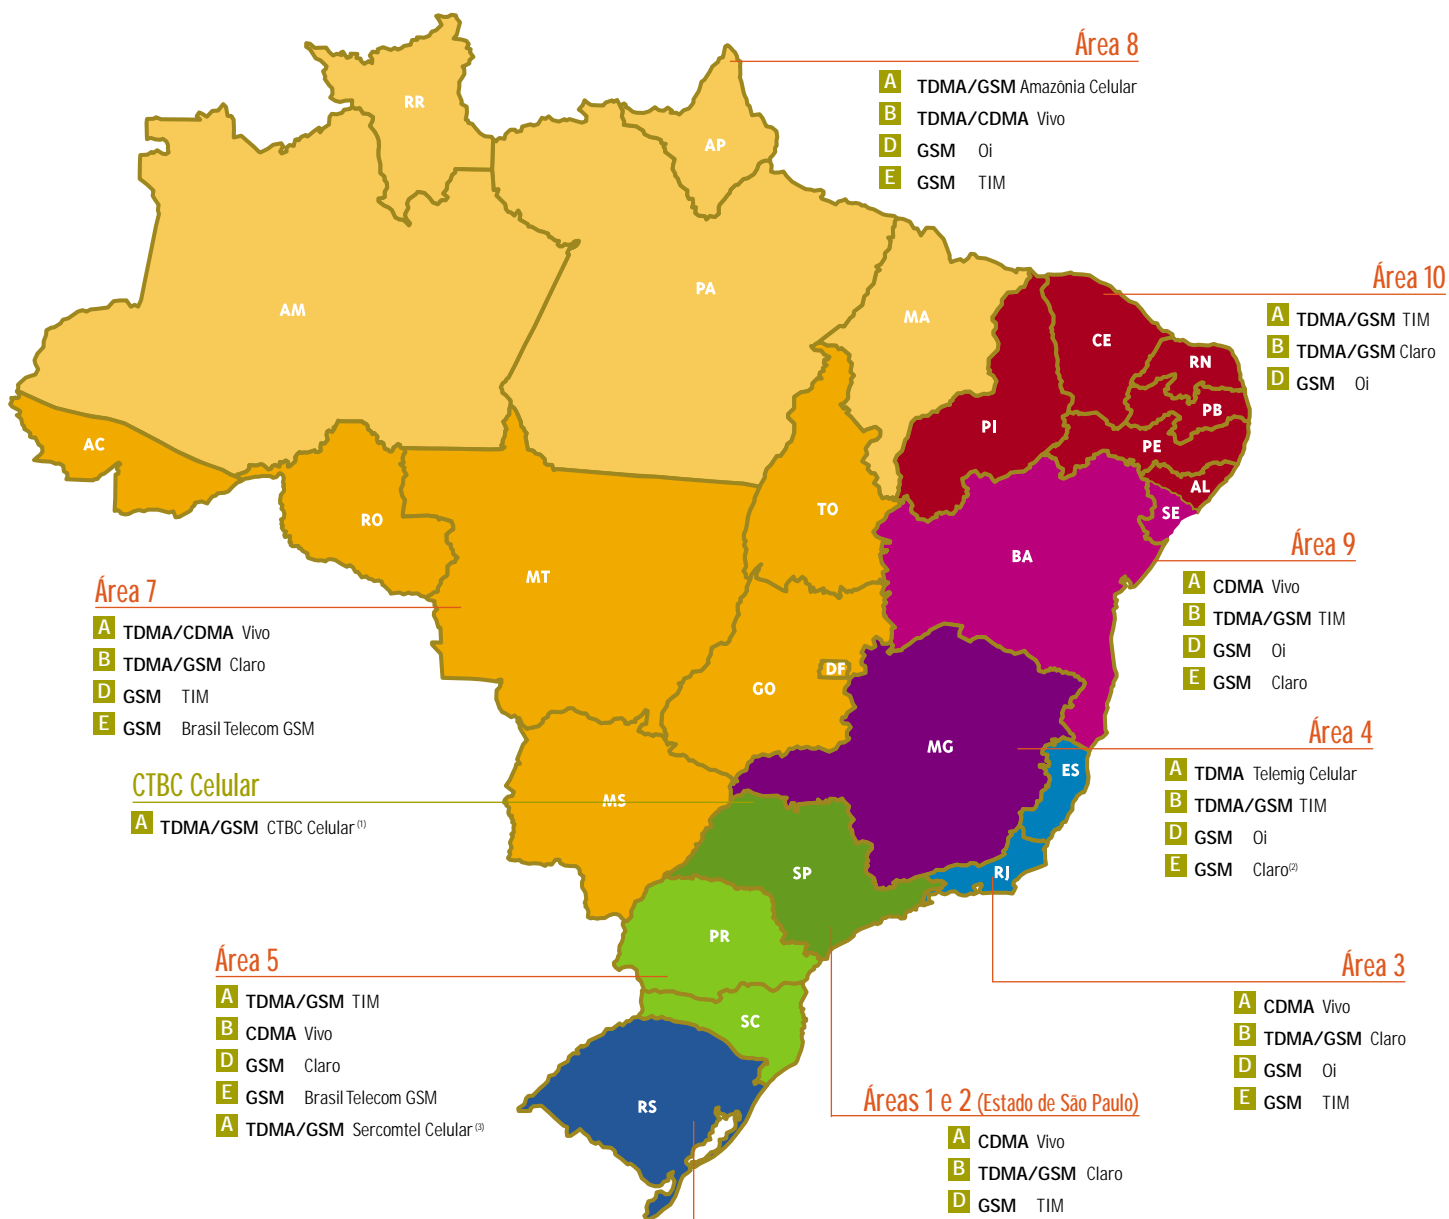 Área 8
A TDMA/GSM Amazônia Celular
B TDMA/CDMA Vivo
D GSM Oi
E GSM TIM
RR
AP
AM
PA
MA
Área 10
A TDMA/GSM TIM
B TDMA/GSM Claro
D GSM Oi
CE
RN
PB
PI
PE
AL
SE
AC
RO
TO
BA
MT
Área 9
A CDMA Vivo
B TDMA/GSM TIM
D GSM Oi
E GSM Claro
Área 7
A TDMA/CDMA Vivo
B TDMA/GSM Claro
D GSM TIM
E GSM Brasil Telecom GSM
DF
GO
MG
ES
Área 4
A TDMA Telemig Celular
B TDMA/GSM TIM
D GSM Oi
E GSM Claro(2)
CTBC Celular
A TDMA/GSM CTBC Celular (1)
MS
SP
RJ
PR
SC
RS
Área 3
A CDMA Vivo
B TDMA/GSM Claro
D GSM Oi
E GSM TIM
Área 5
A TDMA/GSM TIM
B CDMA Vivo
D GSM Claro
E GSM Brasil Telecom GSM
A TDMA/GSM Sercomtel Celular (3)
Áreas 1 e 2 (Estado de São Paulo)
A CDMA Vivo
B TDMA/GSM Claro
D GSM TIM